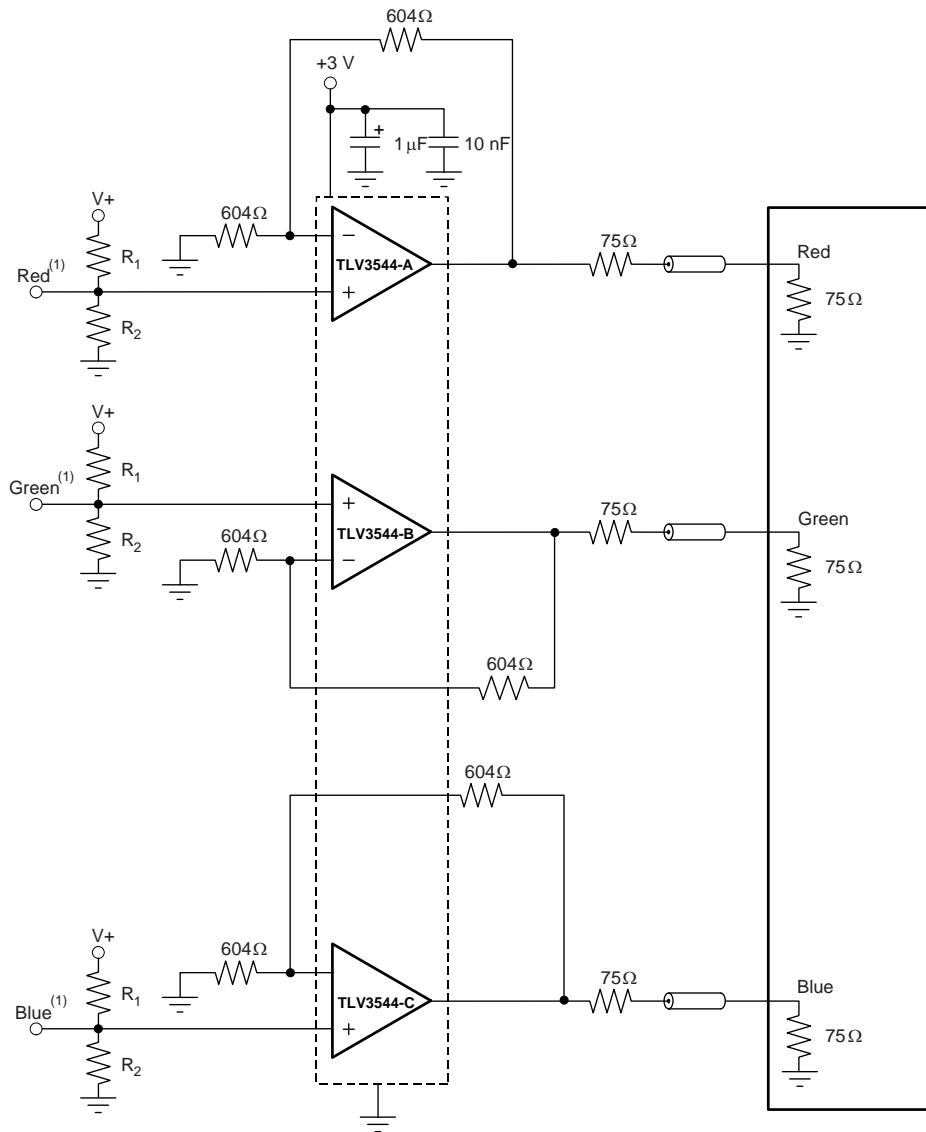 604Ω
+3 V
+
1 μF
10 nF
V+
604Ω
R1
−
TLV3544-A
+
75Ω
Red
Red(1)
75Ω
R2
V+
R1
Green(1)
+
TLV3544-B
−
75Ω
Green
R2
604Ω
75Ω
604Ω
604Ω
V+
604Ω
R1
TLV3544-C
75Ω
Blue
Blue(1)
+
75Ω
R2